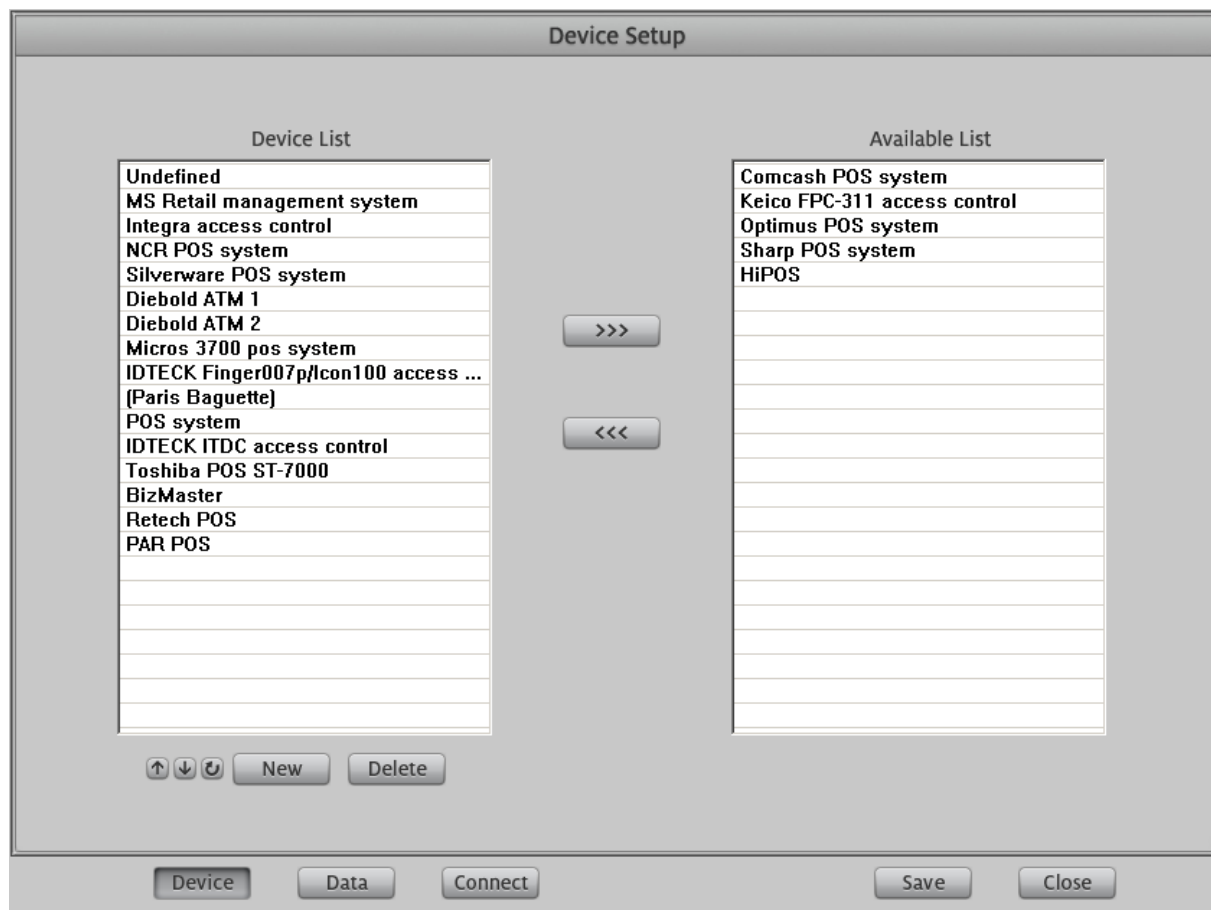 Device Setup
Device List
Available List
Undefined
MS Retail management system
Integra access control
NCR POS system
Silverware POS system
Diebold ATM 1
Diebold ATM 2
Micros 3700 pos system
IDTECK Finger007p/Icon100 access ...
(Paris Baguette)
POS system
IDTECK ITDC access control
Toshiba POS ST-7000
BizMaster
Retech POS
PAR POS
Comcash POS system
Keico FPC-311 access control
Optimus POS system
Sharp POS system
HiPOS
>>>
<<<
New
Delete
Device
Data
Connect
Save
Close